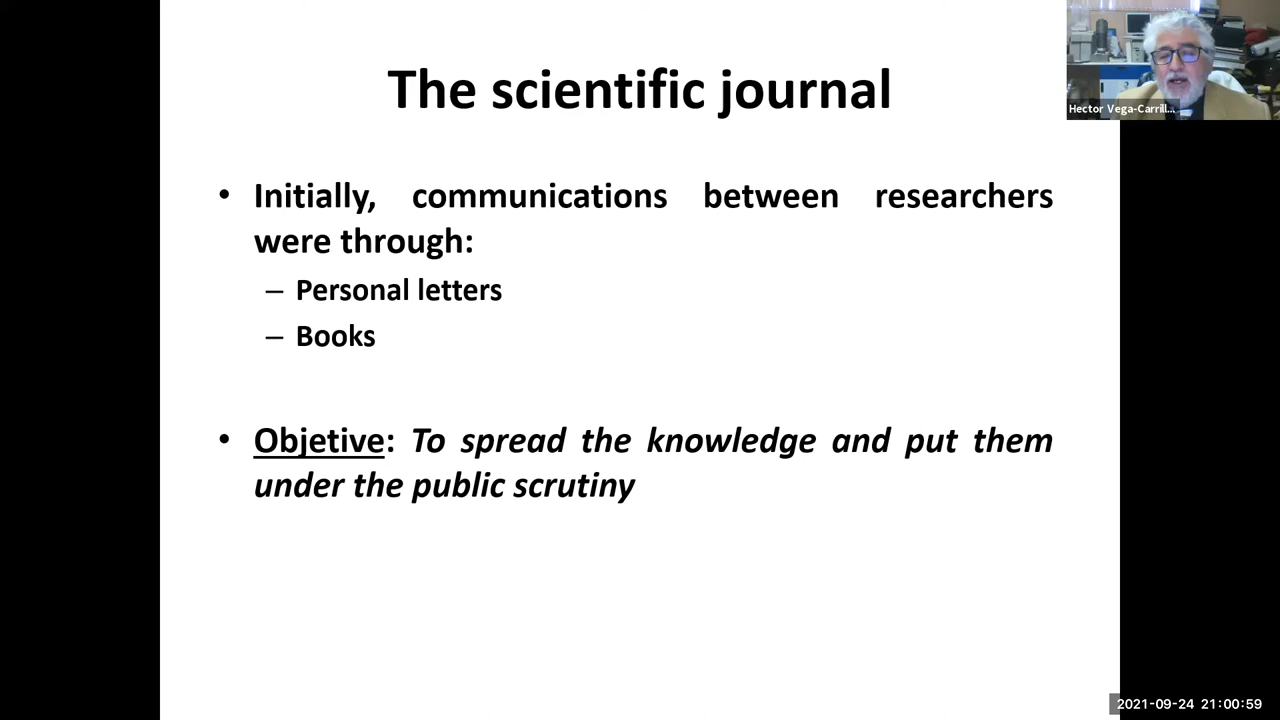 The scientific journal
Hector Vega-Carrill...
• Initially, communications between researchers
were through:
– Personal letters
– Books
• Objetive: To spread the knowledge and put them
under the public scrutiny
2021-09-24 21:00:59